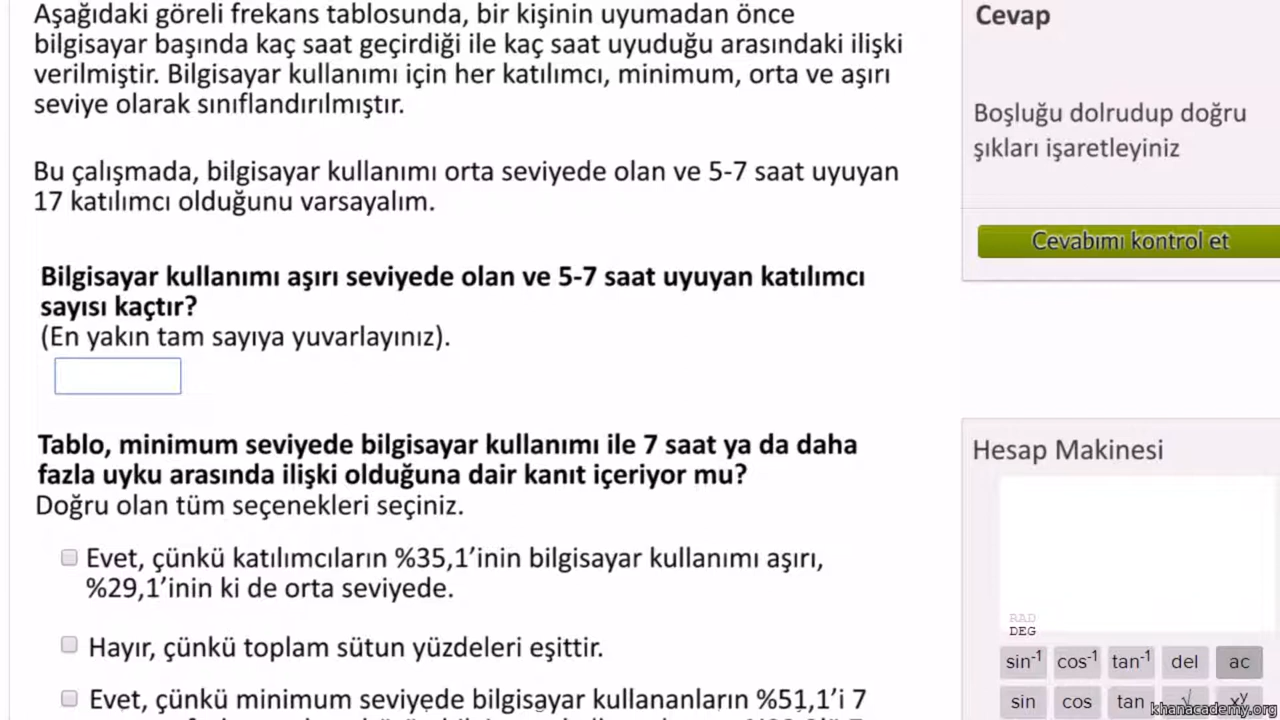 Aşağıdaki göreli frekans tablosunda, bir kişinin uyumadan önce
bilgisayar başında kaç saat geçirdiği ile kaç saat uyuduğu arasındaki ilişki
verilmiştir. Bilgisayar kullanımı için her katılımcı, minimum, orta ve aşırı
seviye olarak sınıflandırılmıştır.
Bu çalışmada, bilgisayar kullanımı orta seviyede olan ve 5-7 saat uyuyan
17 katılımcı olduğunu varsayalım.
Bilgisayar kullanımı aşırı seviyede olan ve 5-7 saat uyuyan katılımcı
sayısı kaçtır?
(En yakın tam sayıya yuvarlayınız).
Tablo, minimum seviyede bilgisayar kullanımı ile 7 saat ya da daha
fazla uyku arasında ilişki olduğuna dair kanıt içeriyor mu?
Doğru olan tüm seçenekleri seçiniz.
Evet, çünkü katılımcıların %35,1'inin bilgisayar kullanımı aşırı,
%29,1'inin ki de orta seviyede.
Hayır, çünkü toplam sütun yüzdeleri eşittir.
Evet, çünkü minimum seviyede bilgisayar kullananların %51,1'i 7
Cevap
Boşluğu dolrudup doğru
şıkları işaretleyiniz
Cevabımı kontrol et
Hesap Makinesi
RAD
DEG
sin-1 cos-1 tan-1 del ac
sin cos tan √ xy
khanacademy.org